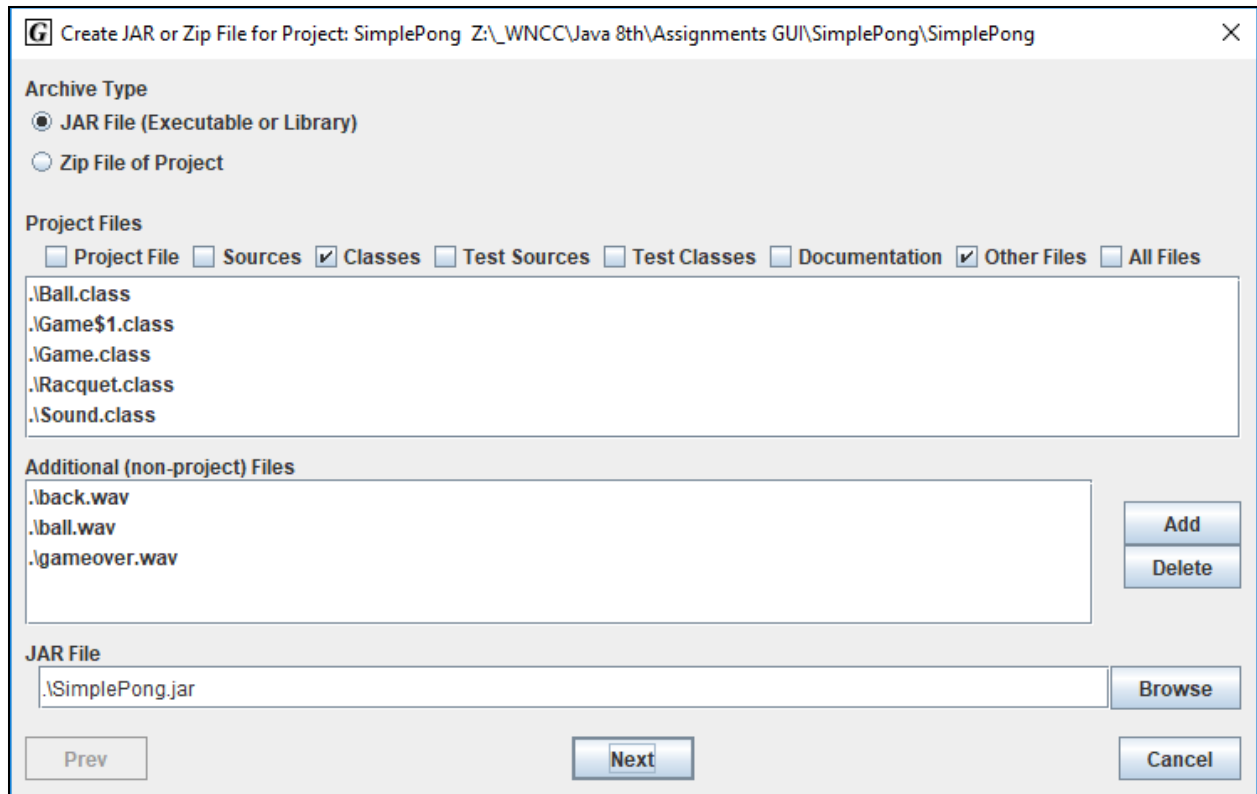 G Create JAR or Zip File for Project: SimplePong Z:\_WNCC\Java 8th\Assignments GUI\SimplePong\SimplePong
Archive Type
JAR File (Executable or Library)
Zip File of Project
Project Files
Project File Sources Classes Test Sources Test Classes Documentation Other Files All Files
.\Ball.class
.\Game$1.class
.\Game.class
.\Racquet.class
.\Sound.class
Additional (non-project) Files
.\back.wav
.\ball.wav
.\gameover.wav
Add
Delete
JAR File
.\SimplePong.jar Browse
Prev Next Cancel